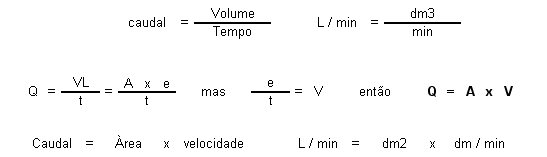 caudal = Volume / Tempo L / min = dm3 / min
Q = VL / t = A x e / t mas e / t = V então Q = A x V
Caudal = Àrea x velocidade L / min = dm2 x dm / min